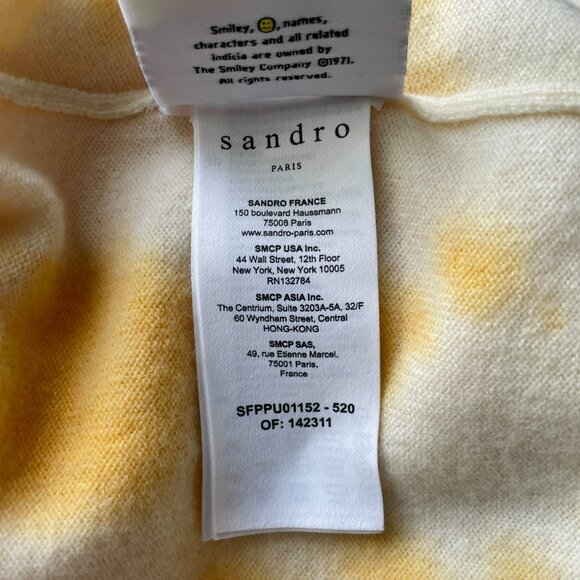 Smiley, , names,
characters and all related
indicia are owned by
The Smiley Company ©1971.
All rights reserved.
sandro
PARIS
SANDRO FRANCE
150 boulevard Haussmann
75008 Paris
www.sandro-paris.com
SMCP USA Inc.
44 Wall Street, 12th Floor
New York, New York 10005
RN132784
SMCP ASIA Inc.
The Centrium, Suite 3203A-5A, 32/F
60 Wyndham Street, Central
HONG-KONG
SMCP SAS,
49, rue Etienne Marcel,
75001 Paris,
France
SFPPU01152 - 520
OF: 142311